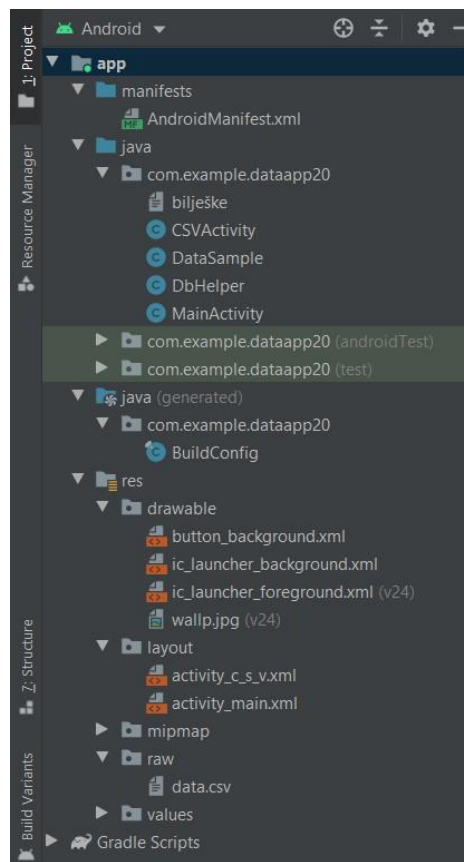 1: Project
Resource Manager
7: Structure
Build Variants
Android
app
manifests
MF
AndroidManifest.xml
java
com.example.dataapp20
bilješke
C CSVActivity
C DataSample
C DbHelper
C MainActivity
com.example.dataapp20 (androidTest)
com.example.dataapp20 (test)
java (generated)
com.example.dataapp20
C BuildConfig
res
drawable
button_background.xml
ic_launcher_background.xml
ic_launcher_foreground.xml (v24)
wallp.jpg (v24)
layout
activity_c_s_v.xml
activity_main.xml
mipmap
raw
data.csv
values
Gradle Scripts